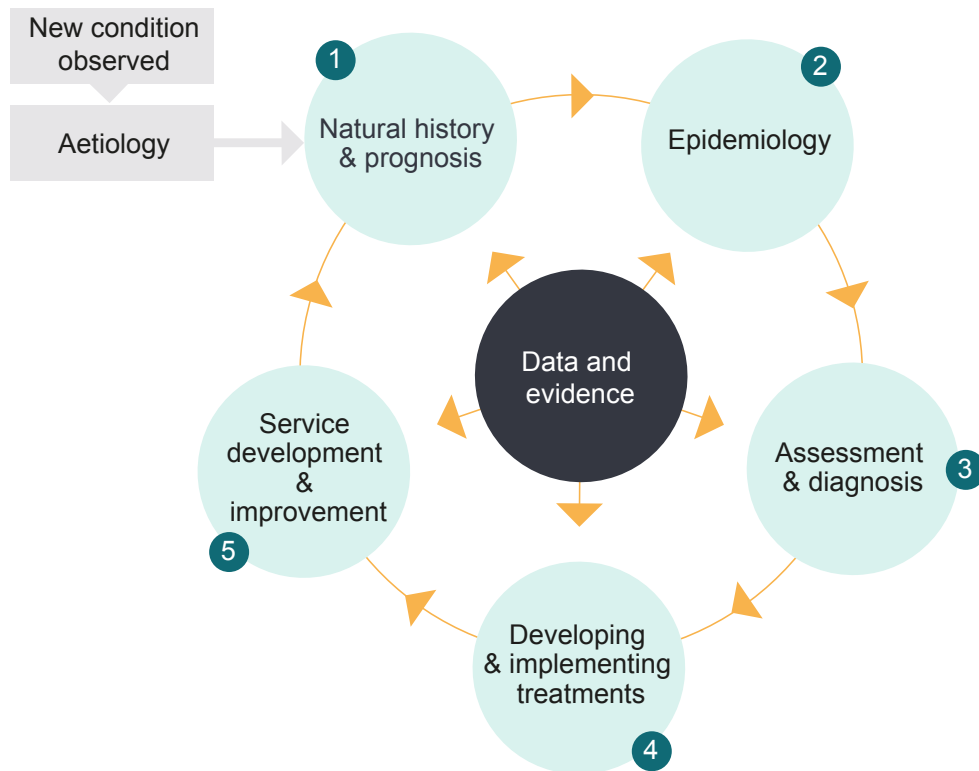 New condition
observed
Aetiology
1
Natural history
& prognosis
2
Epidemiology
Data and
evidence
Assessment
& diagnosis
3
Developing
& implementing
treatments
4
Service
development
&
improvement
5